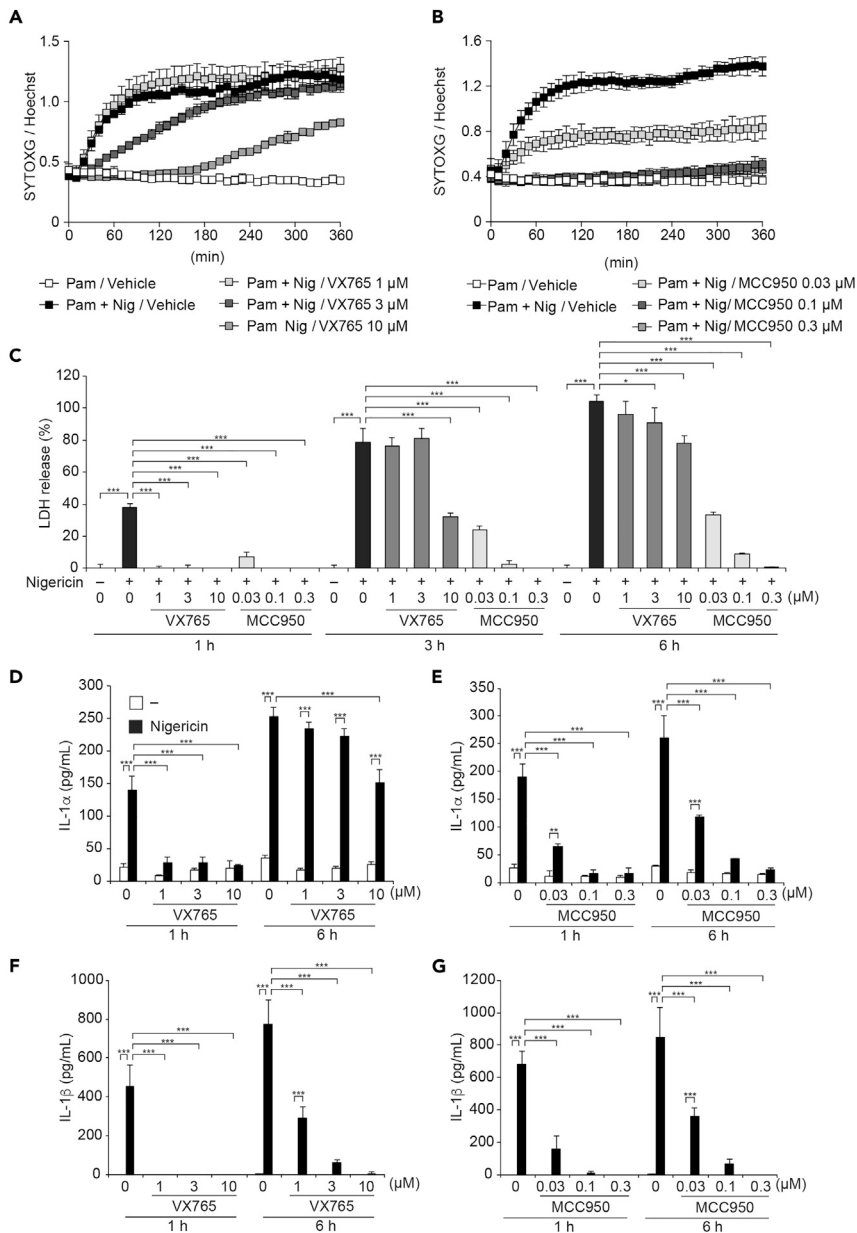 A
B
SYTOXG / Hoechst
1.5
1.0
0.5
0
0 60 120 180 240 300 360
(min)
SYTOXG / Hoechst
1.6
1.2
0.8
0.4
0
0 60 120 180 240 300 360
(min)
Pam / Vehicle
Pam + Nig / Vehicle
Pam + Nig / VX765 1 μM
Pam + Nig / VX765 3 μM
Pam Nig / VX765 10 μM
Pam / Vehicle
Pam + Nig / Vehicle
Pam + Nig / MCC950 0.03 μM
Pam + Nig/ MCC950 0.1 μM
Pam + Nig/ MCC950 0.3 μM
C
LDH release (%)
120
100
80
60
40
20
0
*** *** *** *** *** *** ***
*** *** *** *** ***
*** * *** *** *** ***
Nigericin – + + + + + + + – + + + + + + + – + + + + + + +
0 0 1 3 10 0.03 0.1 0.3 0 0 1 3 10 0.03 0.1 0.3 0 0 1 3 10 0.03 0.1 0.3 (μM)
VX765 MCC950 VX765 MCC950 VX765 MCC950
1 h 3 h 6 h
D
IL-1α (pg/mL)
300
250
200
150
100
50
0
–
Nigericin
*** *** *** ***
*** *** *** *** ***
0 1 3 10 0 1 3 10 (μM)
VX765 VX765
1 h 6 h
E
IL-1α (pg/mL)
350
300
250
200
150
100
50
0
*** ** *** *** ***
*** *** *** *** ***
0 0.03 0.1 0.3 0 0.03 0.1 0.3 (μM)
MCC950 MCC950
1 h 6 h
F
IL-1β (pg/mL)
1000
800
600
400
200
0
*** *** *** ***
*** *** *** *** ***
0 1 3 10 0 1 3 10 (μM)
VX765 VX765
1 h 6 h
G
IL-1β (pg/mL)
1200
1000
800
600
400
200
0
*** *** *** ***
*** *** *** *** ***
0 0.03 0.1 0.3 0 0.03 0.1 0.3 (μM)
MCC950 MCC950
1 h 6 h